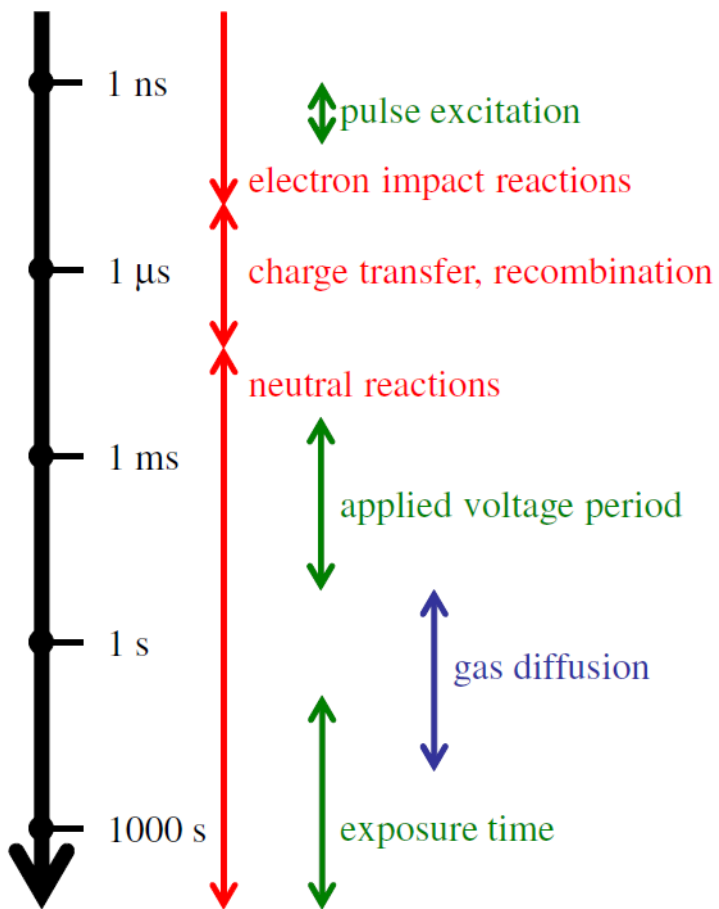 1 ns
pulse excitation
electron impact reactions
1 μs
charge transfer, recombination
neutral reactions
1 ms
applied voltage period
1 s
gas diffusion
1000 s
exposure time